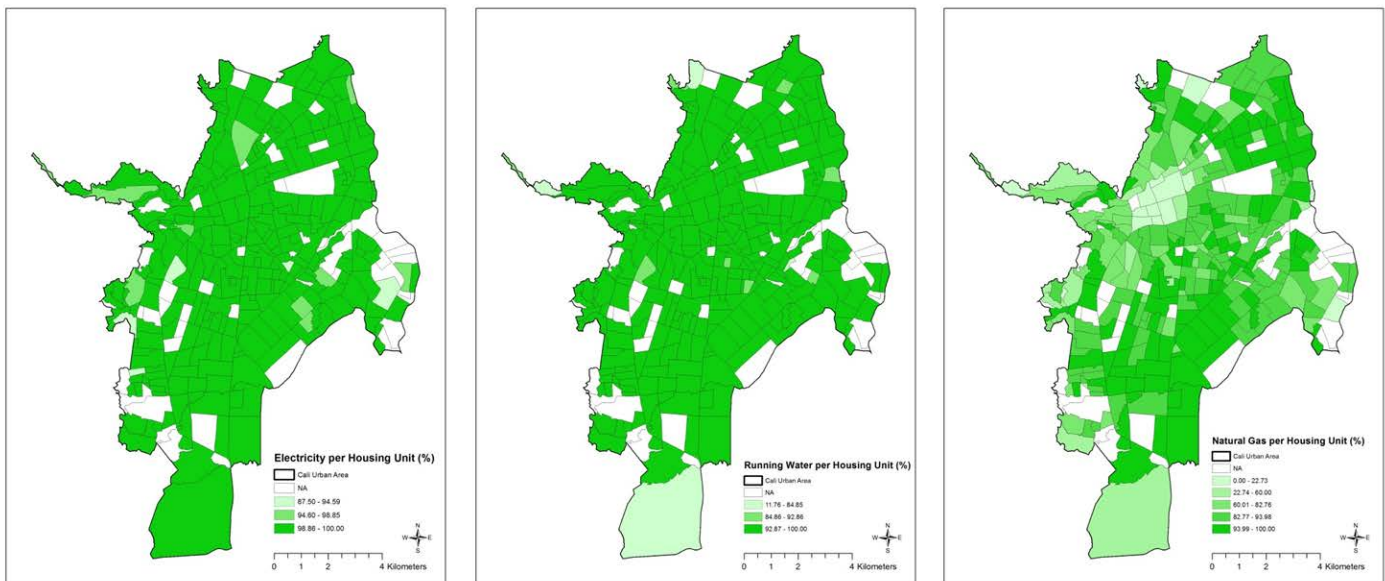 Electricity per Housing Unit (%)
Cali Urban Area
NA
87.50 - 94.59
94.60 - 98.85
98.86 - 100.00
N
W E
S
0 1 2 4 Kilometers
Running Water per Housing Unit (%)
Cali Urban Area
NA
11.76 - 84.85
84.86 - 92.86
92.87 - 100.00
N
W E
S
0 1 2 4 Kilometers
Natural Gas per Housing Unit (%)
Cali Urban Area
NA
0.00 - 22.73
22.74 - 60.00
60.01 - 82.76
82.77 - 93.98
93.99 - 100.00
N
W E
S
0 1 2 4 Kilometers